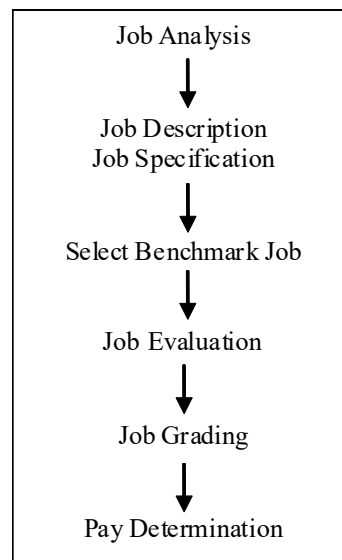 Job Analysis
Job Description
Job Specification
Select Benchmark Job
Job Evaluation
Job Grading
Pay Determination